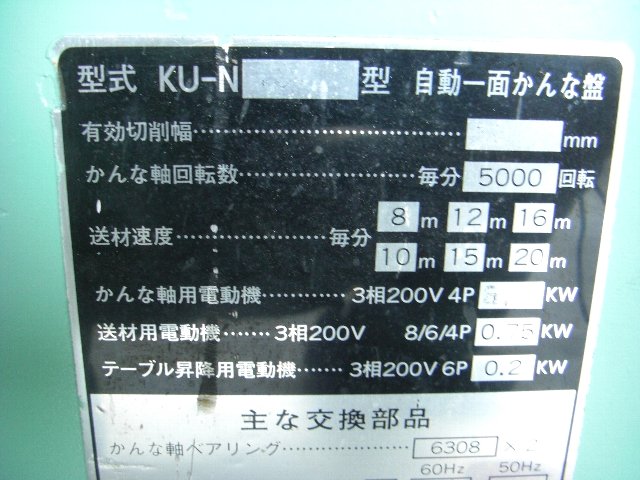 型式 KU-N 型 自動一面かんな盤
有効切削幅 mm
かんな軸回転数 毎分 5000 回転
送材速度 毎分 8 m 12 m 16 m
10 m 15 m 20 m
かんな軸用電動機 3相200V 4P KW
送材用電動機 3相200V 8/6/4P 0.75 KW
テーブル昇降用電動機 3相200V 6P 0.2 KW
主な交換部品
かんな軸ベアリング 6308 × 2
60Hz 50Hz